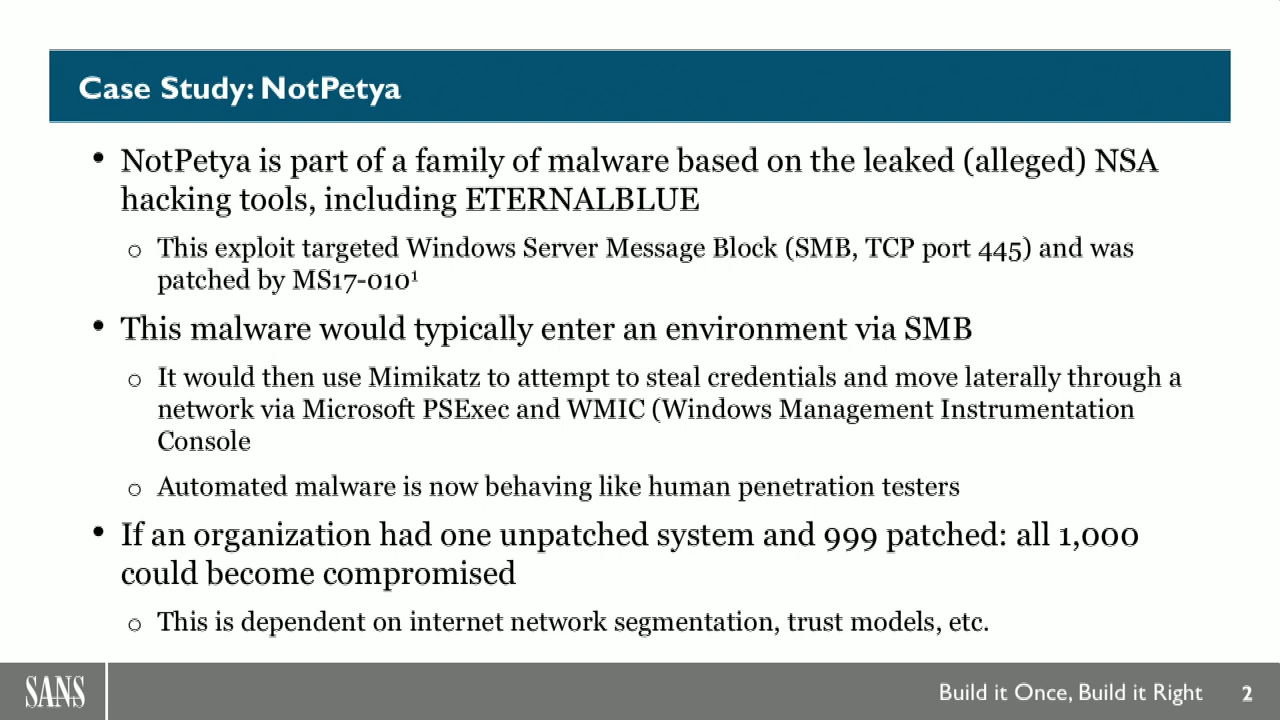 Case Study: NotPetya
• NotPetya is part of a family of malware based on the leaked (alleged) NSA
hacking tools, including ETERNALBLUE
o This exploit targeted Windows Server Message Block (SMB, TCP port 445) and was
patched by MS17-010¹
• This malware would typically enter an environment via SMB
o It would then use Mimikatz to attempt to steal credentials and move laterally through a
network via Microsoft PSExec and WMIC (Windows Management Instrumentation
Console
o Automated malware is now behaving like human penetration testers
• If an organization had one unpatched system and 999 patched: all 1,000
could become compromised
o This is dependent on internet network segmentation, trust models, etc.
SANS
Build it Once, Build it Right 2